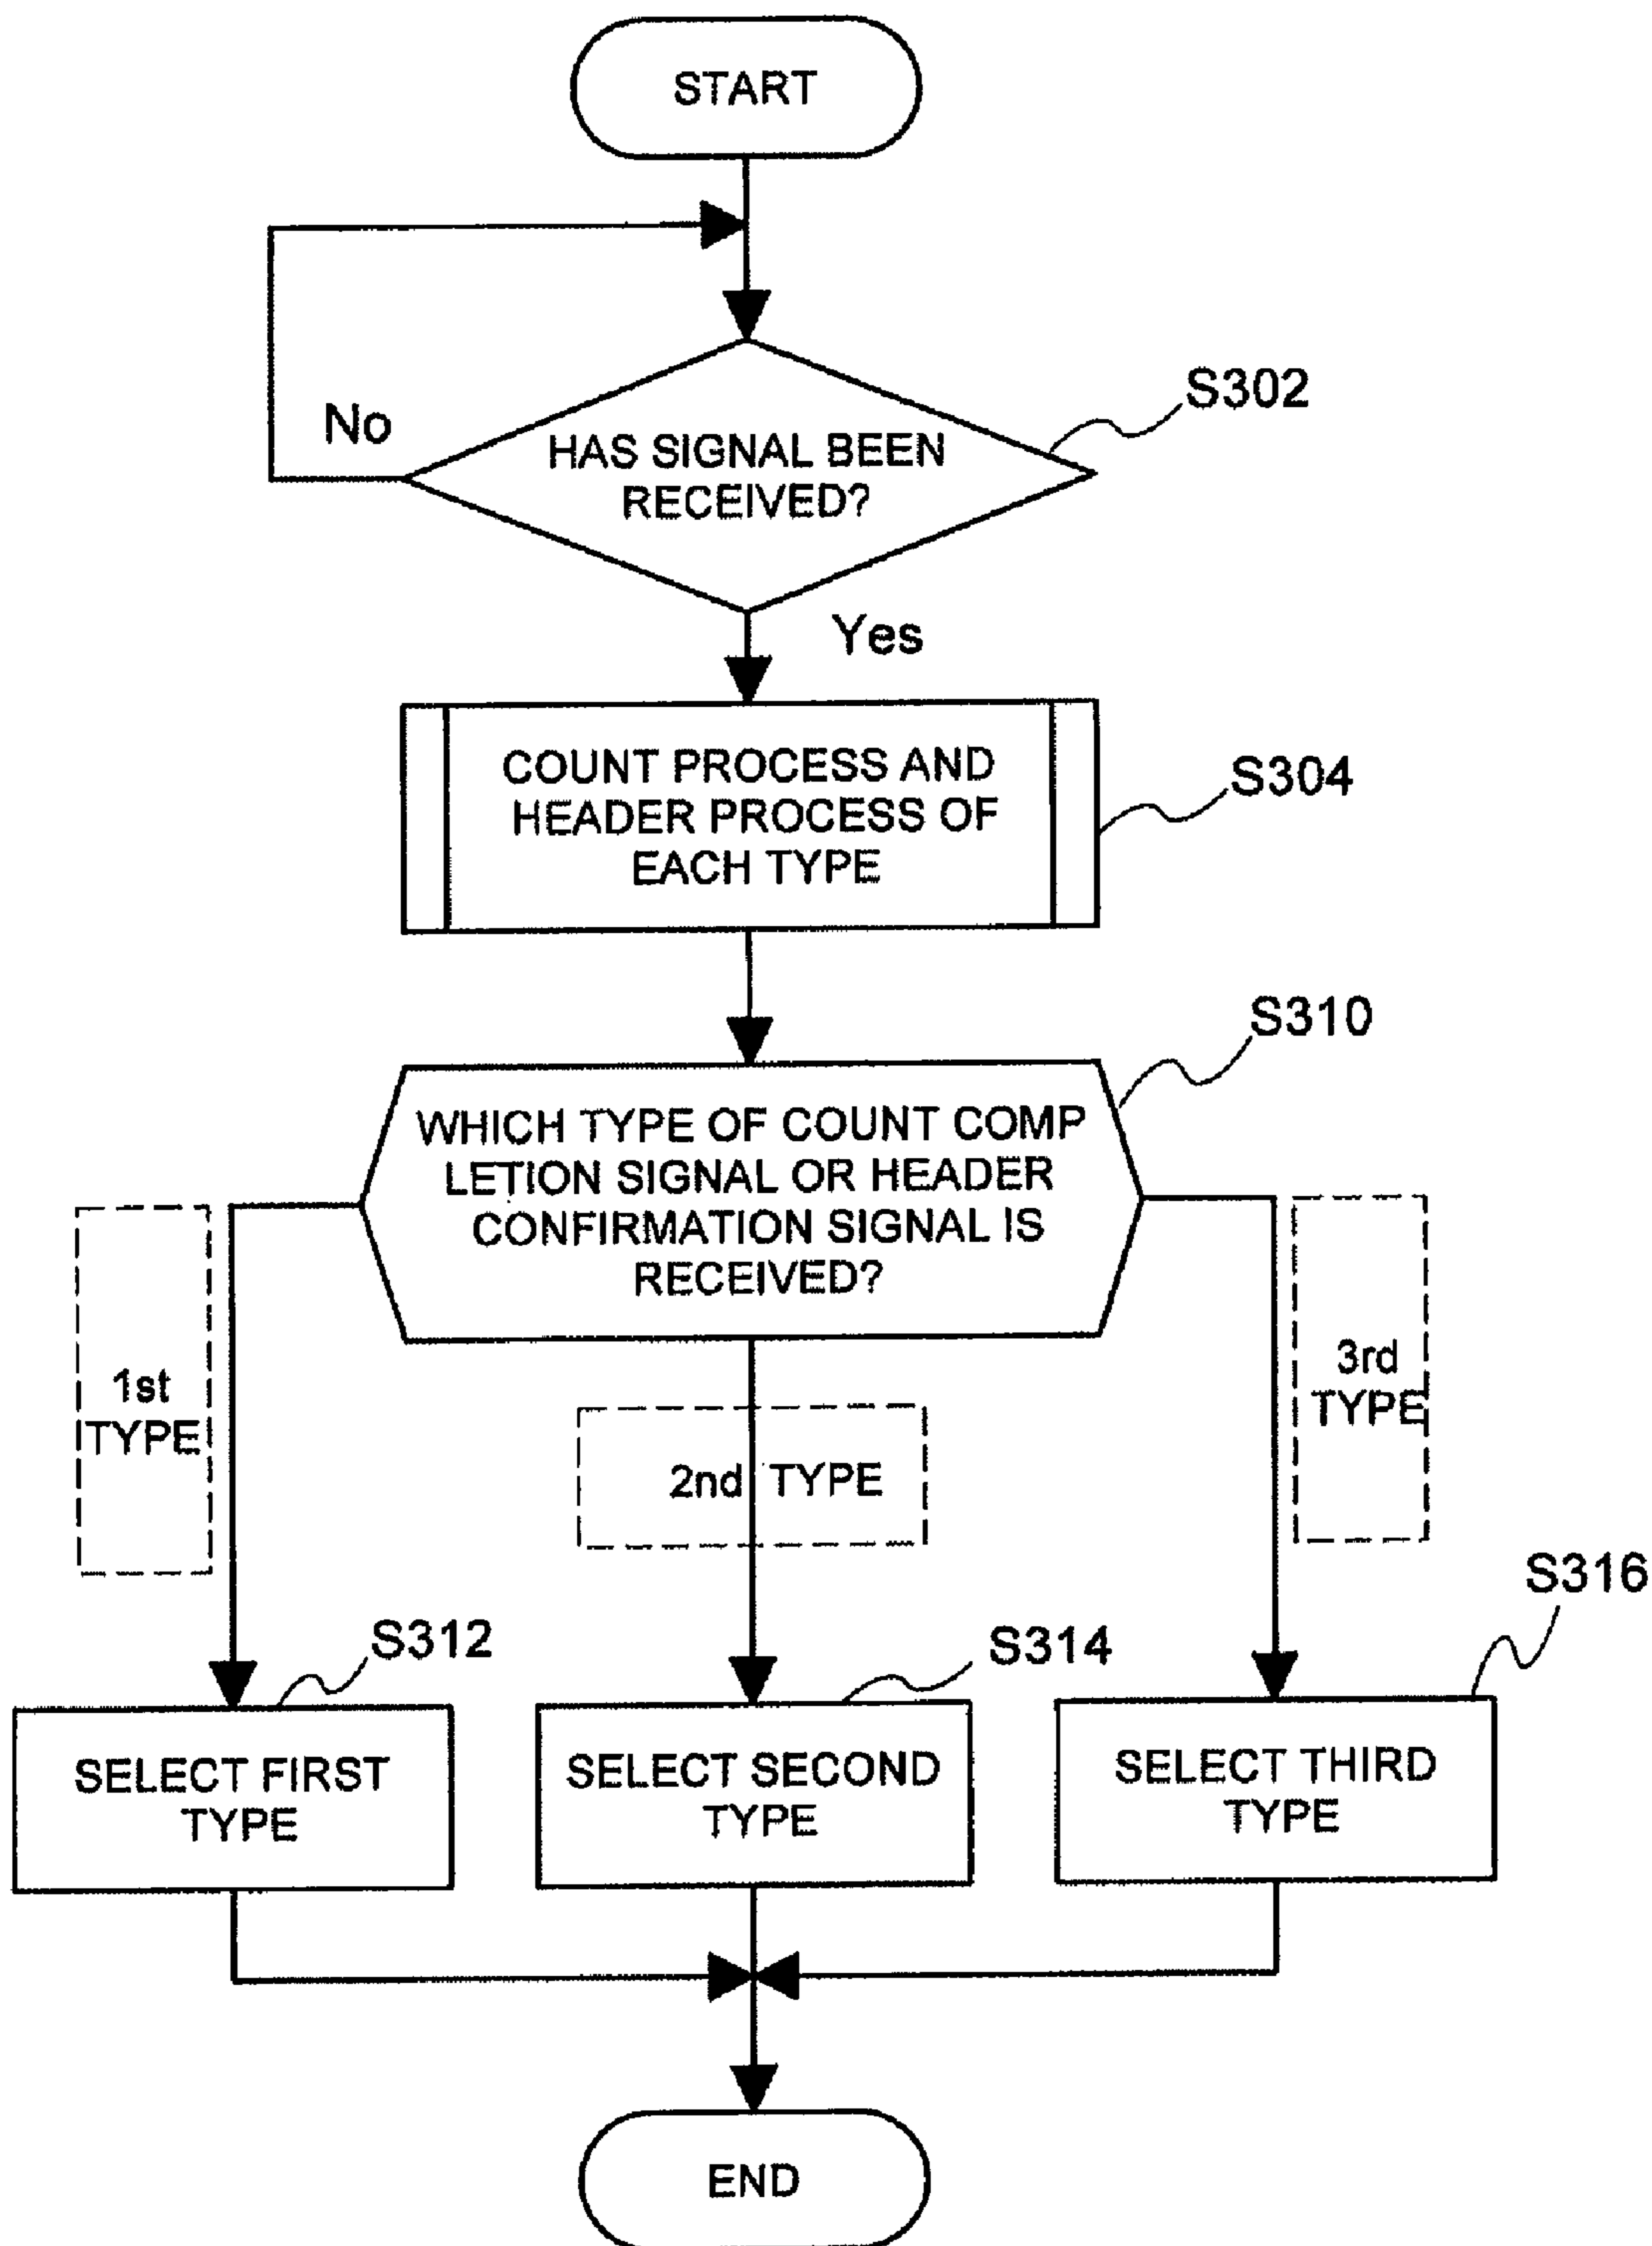 START
No
HAS SIGNAL BEEN
RECEIVED?
S302
Yes
COUNT PROCESS AND
HEADER PROCESS OF
EACH TYPE
S304
S310
WHICH TYPE OF COUNT COMP
LETION SIGNAL OR HEADER
CONFIRMATION SIGNAL IS
RECEIVED?
1st
TYPE
2nd TYPE
3rd
TYPE
S312
S314
S316
SELECT FIRST
TYPE
SELECT SECOND
TYPE
SELECT THIRD
TYPE
END